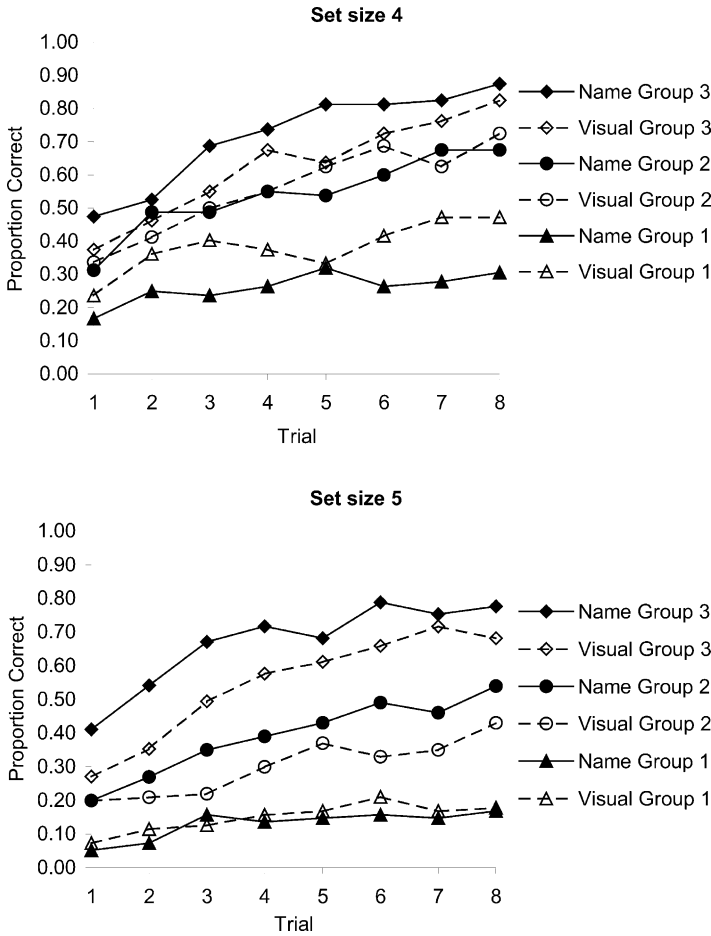 Set size 4
1.00
0.90
0.80
0.70
0.60
0.50
0.40
0.30
0.20
0.10
0.00
Proportion Correct
1 2 3 4 5 6 7 8
Trial
Name Group 3
Visual Group 3
Name Group 2
Visual Group 2
Name Group 1
Visual Group 1
Set size 5
1.00
0.90
0.80
0.70
0.60
0.50
0.40
0.30
0.20
0.10
0.00
Proportion Correct
1 2 3 4 5 6 7 8
Trial
Name Group 3
Visual Group 3
Name Group 2
Visual Group 2
Name Group 1
Visual Group 1